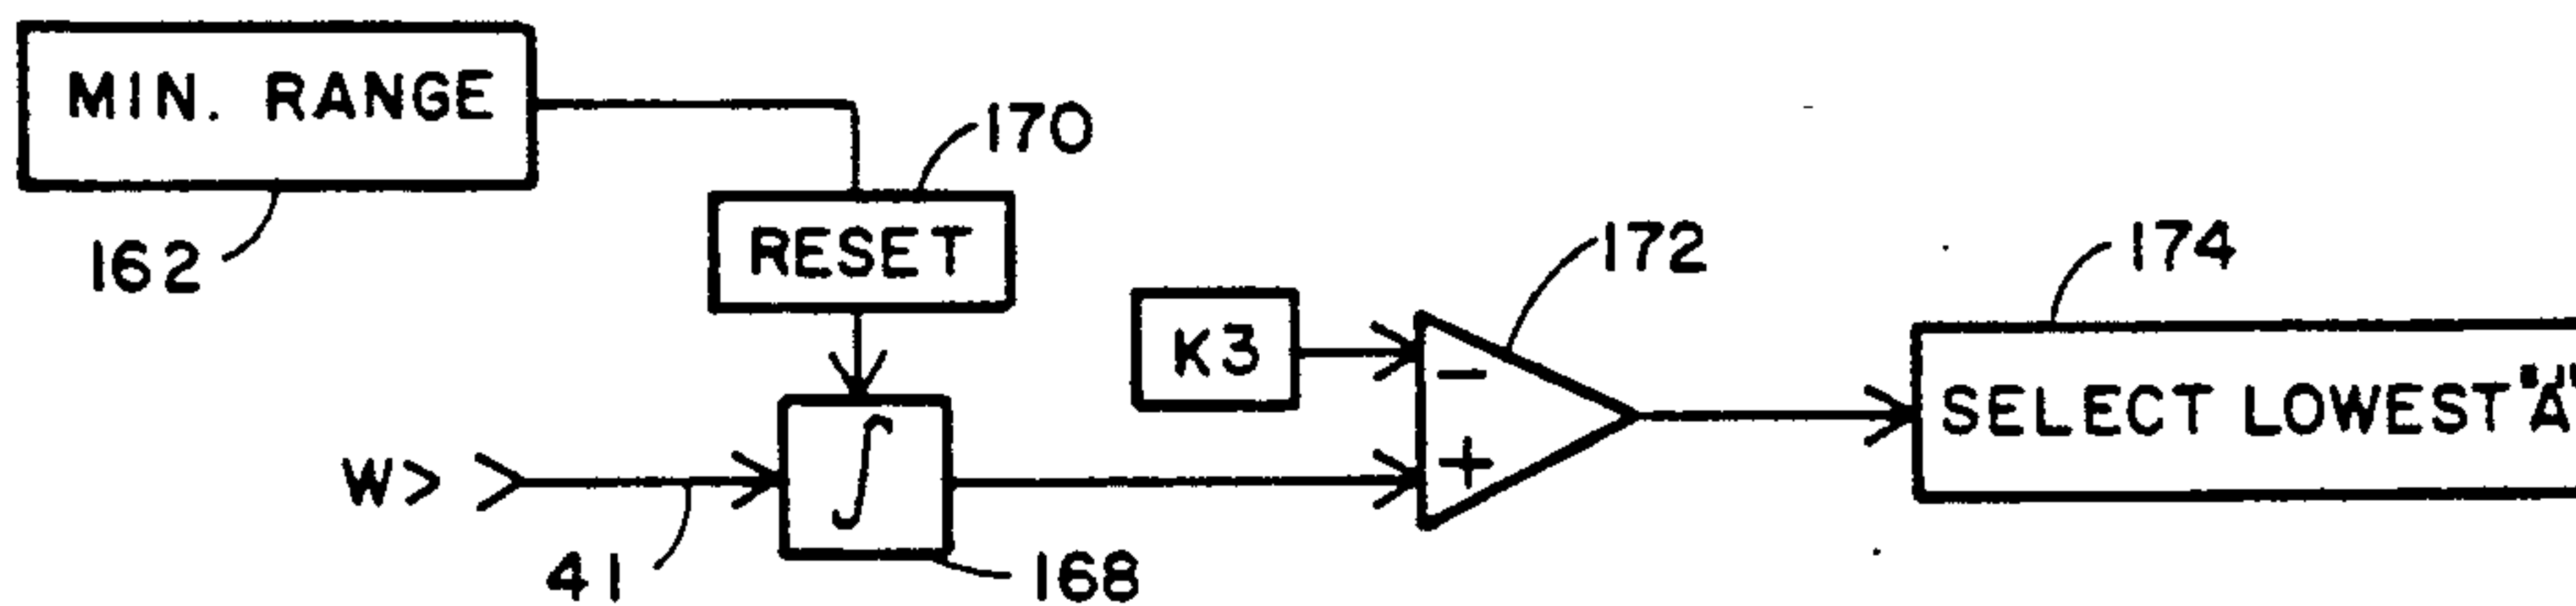 MIN. RANGE
170
162
RESET
172
174
K3
−
SELECT LOWEST "A"
W>
∫
+
41
168